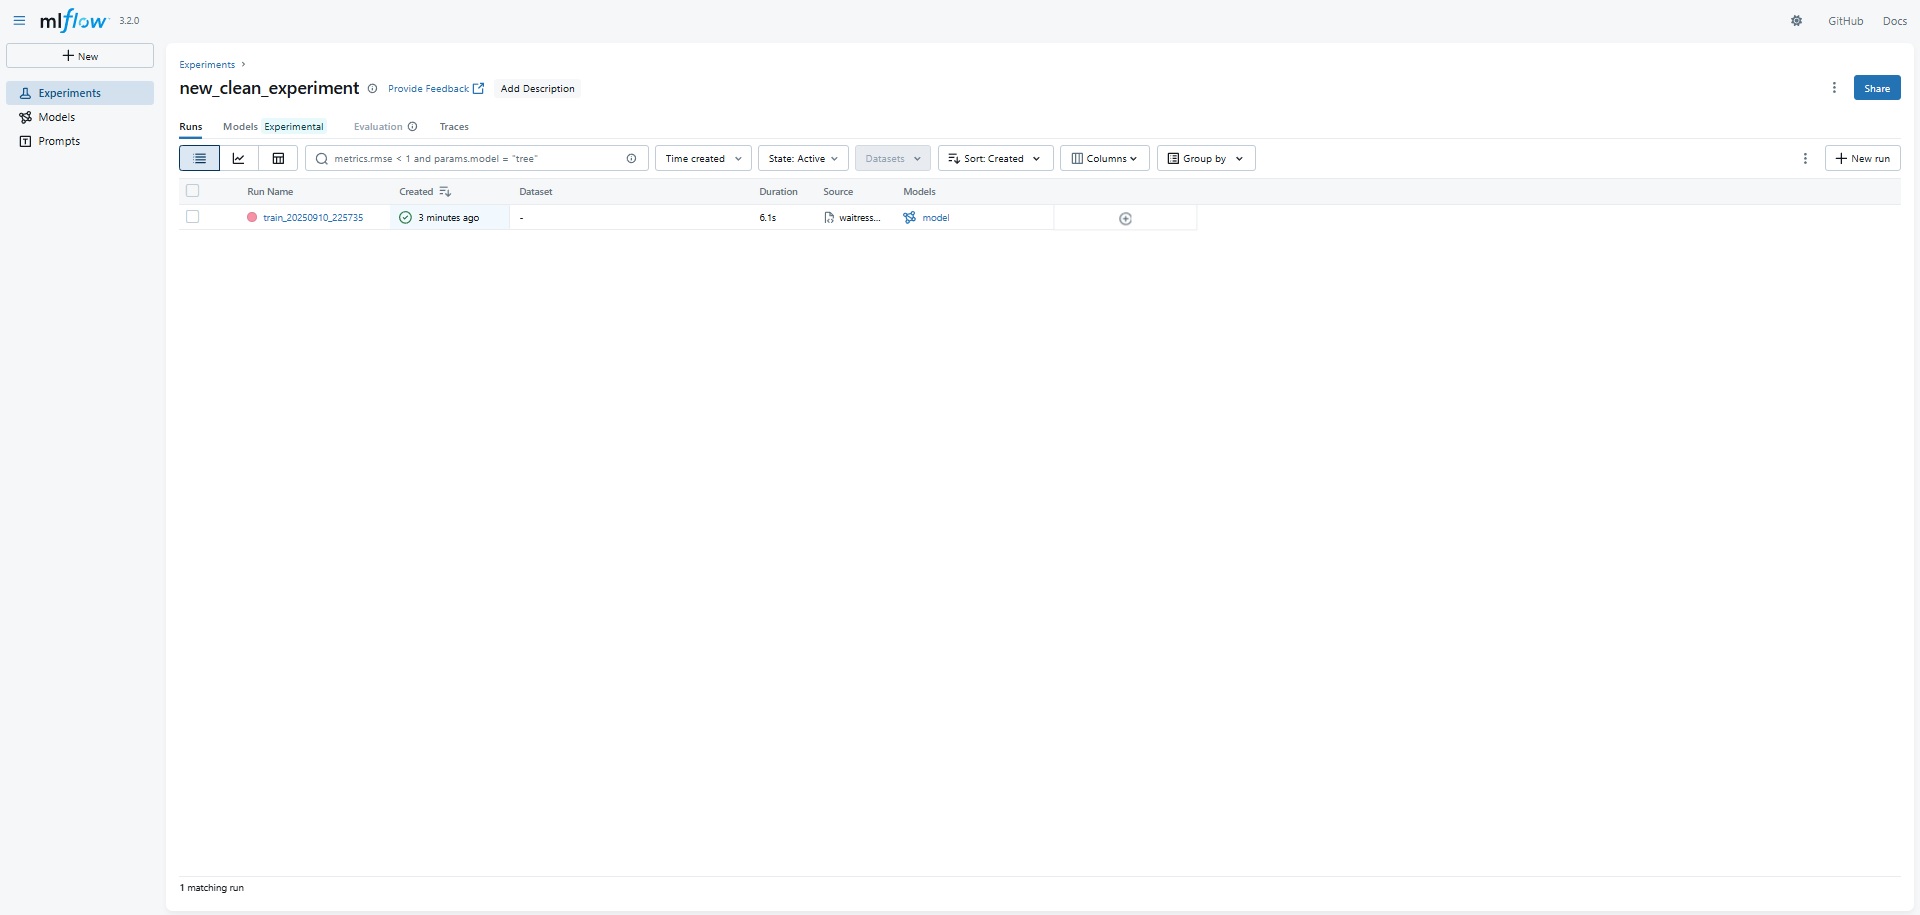 mlflow 3.2.0
GitHub Docs
New
Experiments
Models
Prompts
Experiments
new_clean_experiment Provide Feedback Add Description
Share
Runs Models Experimental Evaluation Traces
metrics.rmse < 1 and params.model = "tree" Time created State: Active Datasets Sort: Created Columns Group by New run
Run Name Created Dataset Duration Source Models
train_20250910_225735 3 minutes ago - 6.1s waitress... model
1 matching run